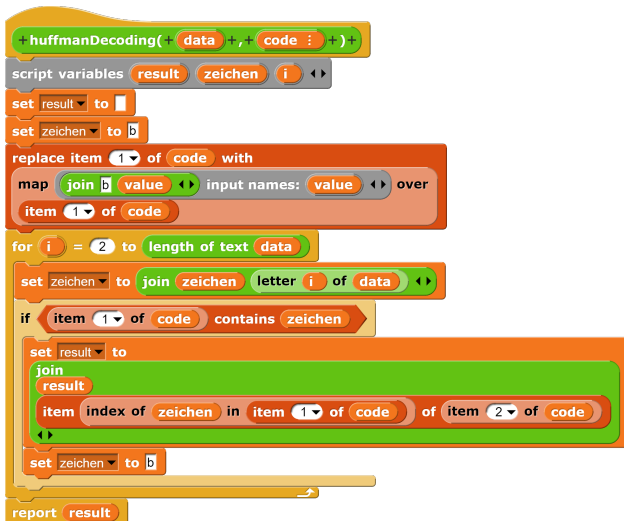 +huffmanDecoding(+ data +,+ code ⋮ +)+
script variables result zeichen i
set result to
set zeichen to b
replace item 1 of code with
map join b value input names: value over
item 1 of code
for i = 2 to length of text data
set zeichen to join zeichen letter i of data
if item 1 of code contains zeichen
set result to
join
result
item index of zeichen in item 1 of code of item 2 of code
set zeichen to b
report result